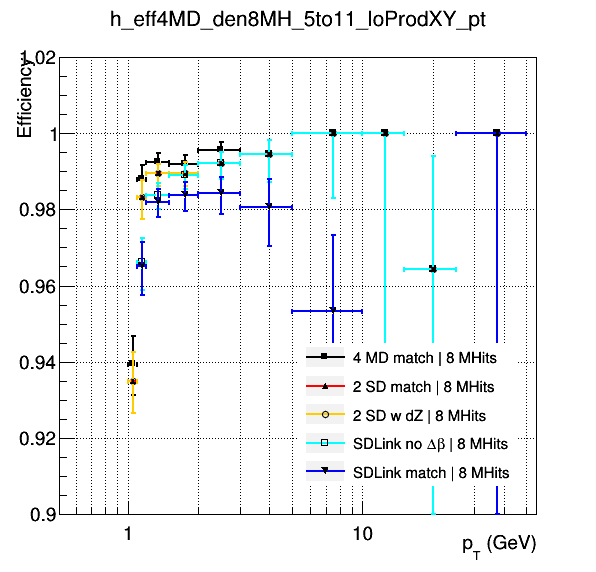 h_eff4MD_den8MH_5to11_loProdXY_pt
Efficiency
1.02
1
0.98
0.96
0.94
0.92
0.9
4 MD match | 8 MHits
2 SD match | 8 MHits
2 SD w dZ | 8 MHits
SDLink no Δβ | 8 MHits
SDLink match | 8 MHits
1
10
p_T (GeV)